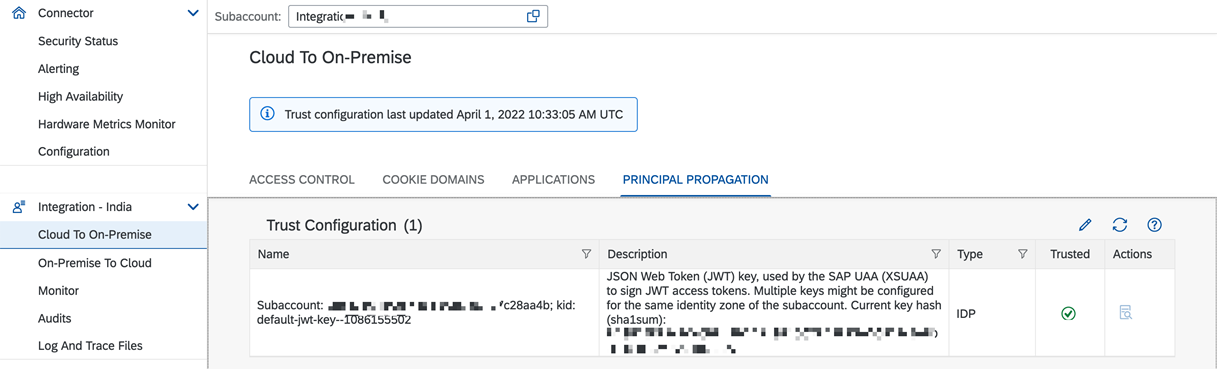 Connector
Security Status
Alerting
High Availability
Hardware Metrics Monitor
Configuration
Integration - India
Cloud To On-Premise
On-Premise To Cloud
Monitor
Audits
Log And Trace Files
Subaccount:
Cloud To On-Premise
Trust configuration last updated April 1, 2022 10:33:05 AM UTC
ACCESS CONTROL COOKIE DOMAINS APPLICATIONS PRINCIPAL PROPAGATION
Trust Configuration (1)
Name Description Type Trusted Actions
Subaccount: c28aa4b; kid:
default-jwt-key--1086155502
JSON Web Token (JWT) key, used by the SAP UAA (XSUAA)
to sign JWT access tokens. Multiple keys might be configured
for the same identity zone of the subaccount. Current key hash
(sha1sum):
IDP